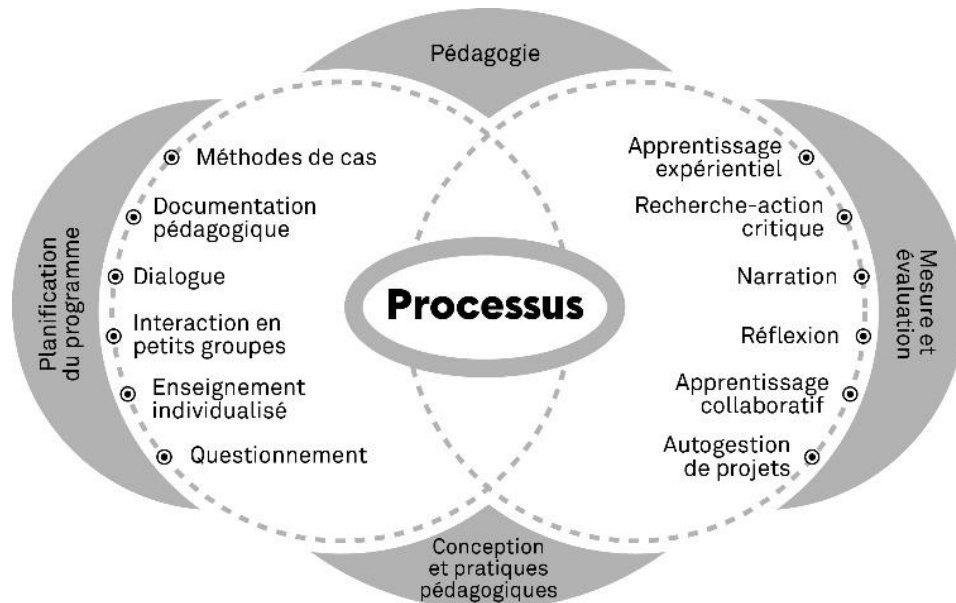 Pédagogie
Planification
du programme
Méthodes de cas
Documentation
pédagogique
Dialogue
Interaction en
petits groupes
Enseignement
individualisé
Questionnement
Processus
Apprentissage
expérientiel
Recherche-action
critique
Narration
Réflexion
Apprentissage
collaboratif
Autogestion
de projets
Mesure et
évaluation
Conception
et pratiques
pédagogiques